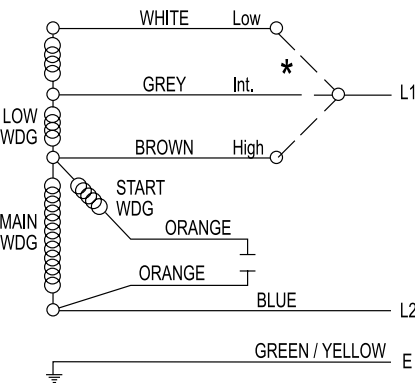 WHITE Low
*
GREY Int. L1
LOW
WDG
BROWN High
START
WDG
MAIN
WDG
ORANGE
ORANGE
BLUE L2
GREEN / YELLOW E